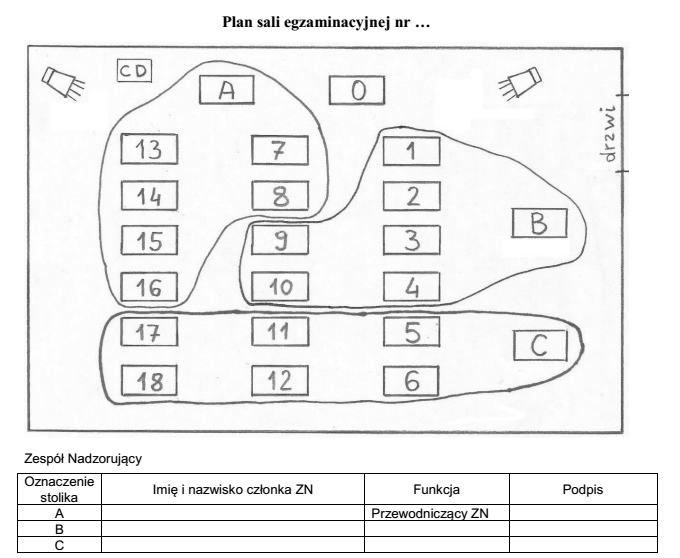 Plan sali egzaminacyjnej nr …
CD
A
0
drzwi
13 7 1
14 8 2
B
15 9 3
16 10 4
17 11 5
C
18 12 6
Zespół Nadzorujący
Oznaczenie stolika Imię i nazwisko członka ZN Funkcja Podpis
A Przewodniczący ZN
B
C